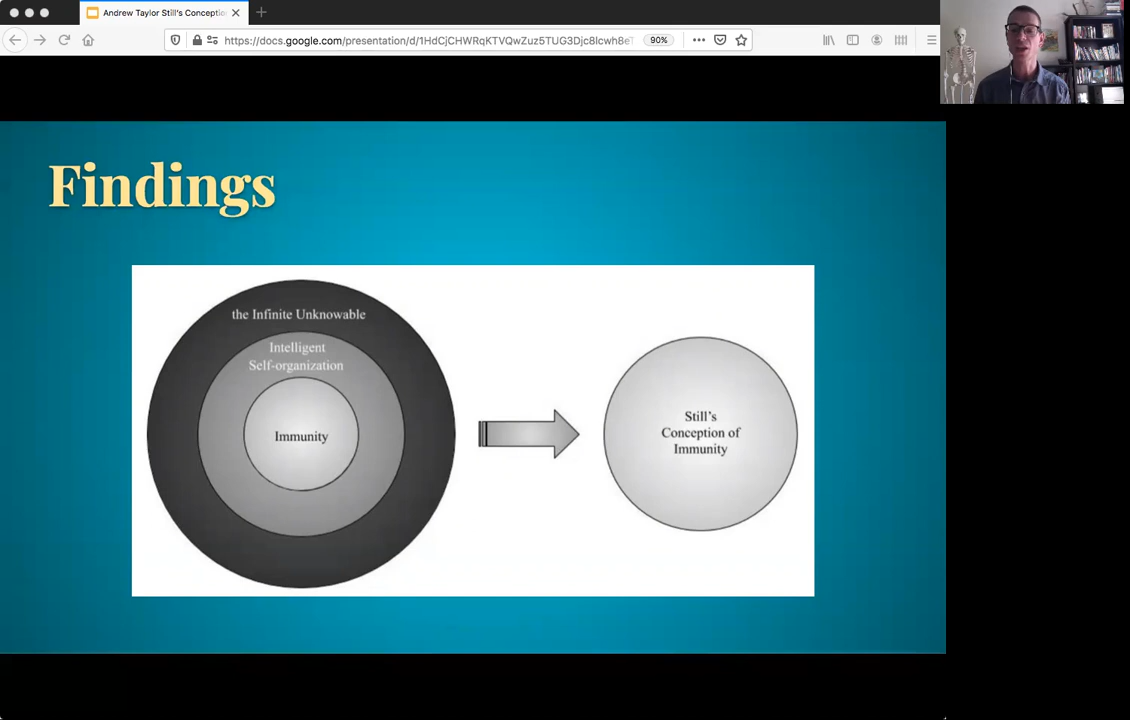 Andrew Taylor Still's Conceptio
https://docs.google.com/presentation/d/1HdCjCHWRqKTVQwZuz5TUG3Djc8lcwh8eT
90%
Findings
the Infinite Unknowable
Intelligent
Self-organization
Immunity
Still's
Conception of
Immunity